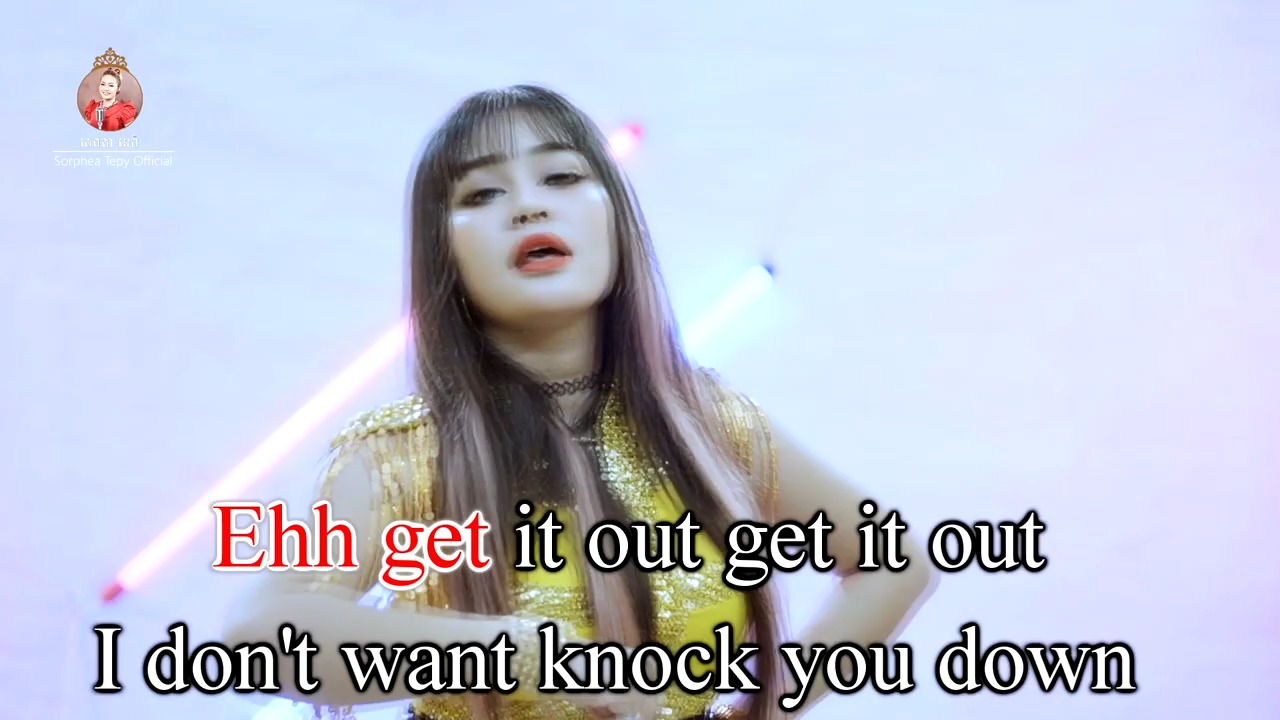 Sorphea Tepy Official
Ehh get it out get it out
I don't want knock you down